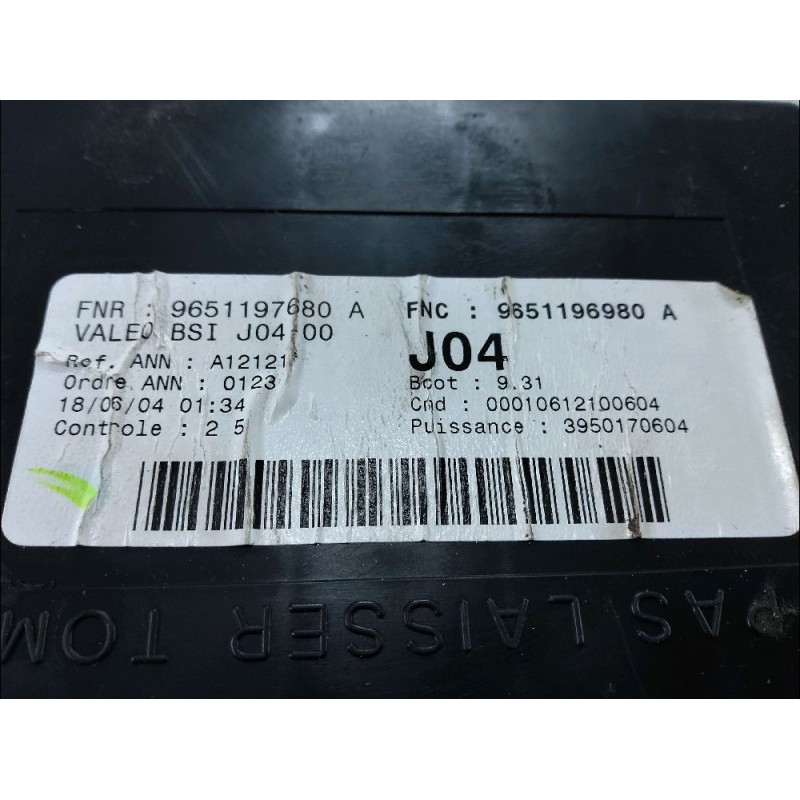 FNR : 9651197680 A
VALEO BSI J04-00
Ref. ANN : A12121
Ordre ANN : 0123
18/06/04 01:34
Controle : 2 5
FNC : 9651196980 A
J04
Boot : 9.31
Cnd : 00010612100604
Puissance : 3950170604
PAS LAISSER TOM